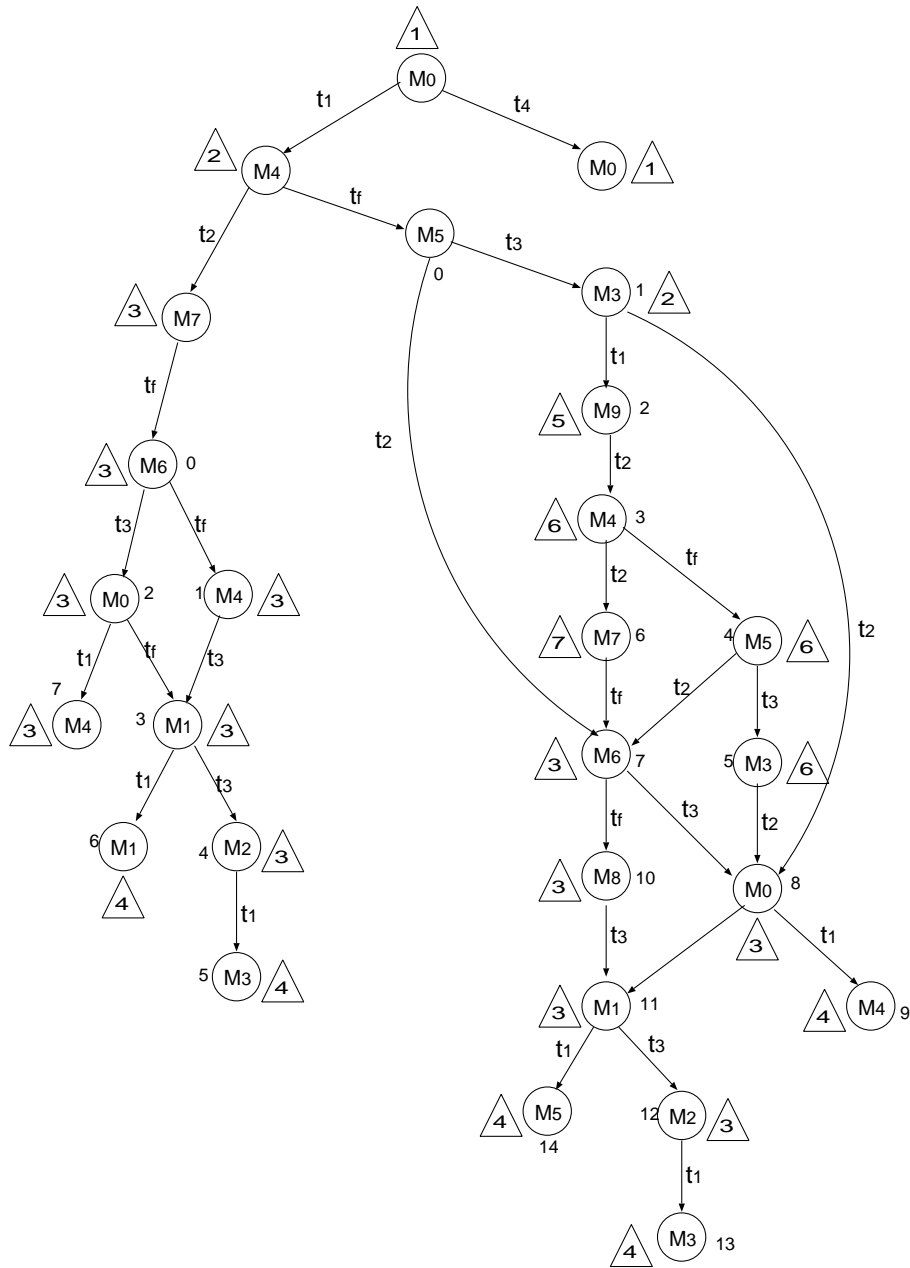 1
M0
t1 t4
2 M4 M0 1
t2 tf M5 t3
0
3 M7 M3 1 2
tf t1
t2 5 M9 2
3 M6 0 t2
t3 tf 6 M4 3 tf
3 M0 2 1 M4 3 t2 t2
t1 tf t3 7 M7 6 4 M5 6
7 tf t2 t3
3 M4 3 M1 3 3 M6 7 5 M3 6
t1 t3 tf t3 t2
6 M1 4 M2 3 3 M8 10 M0 8
4 t1 t3 3 t1
5 M3 4 3 M1 11 4 M4 9
t1 t3
4 M5 12 M2 3
14
t1
4 M3 13